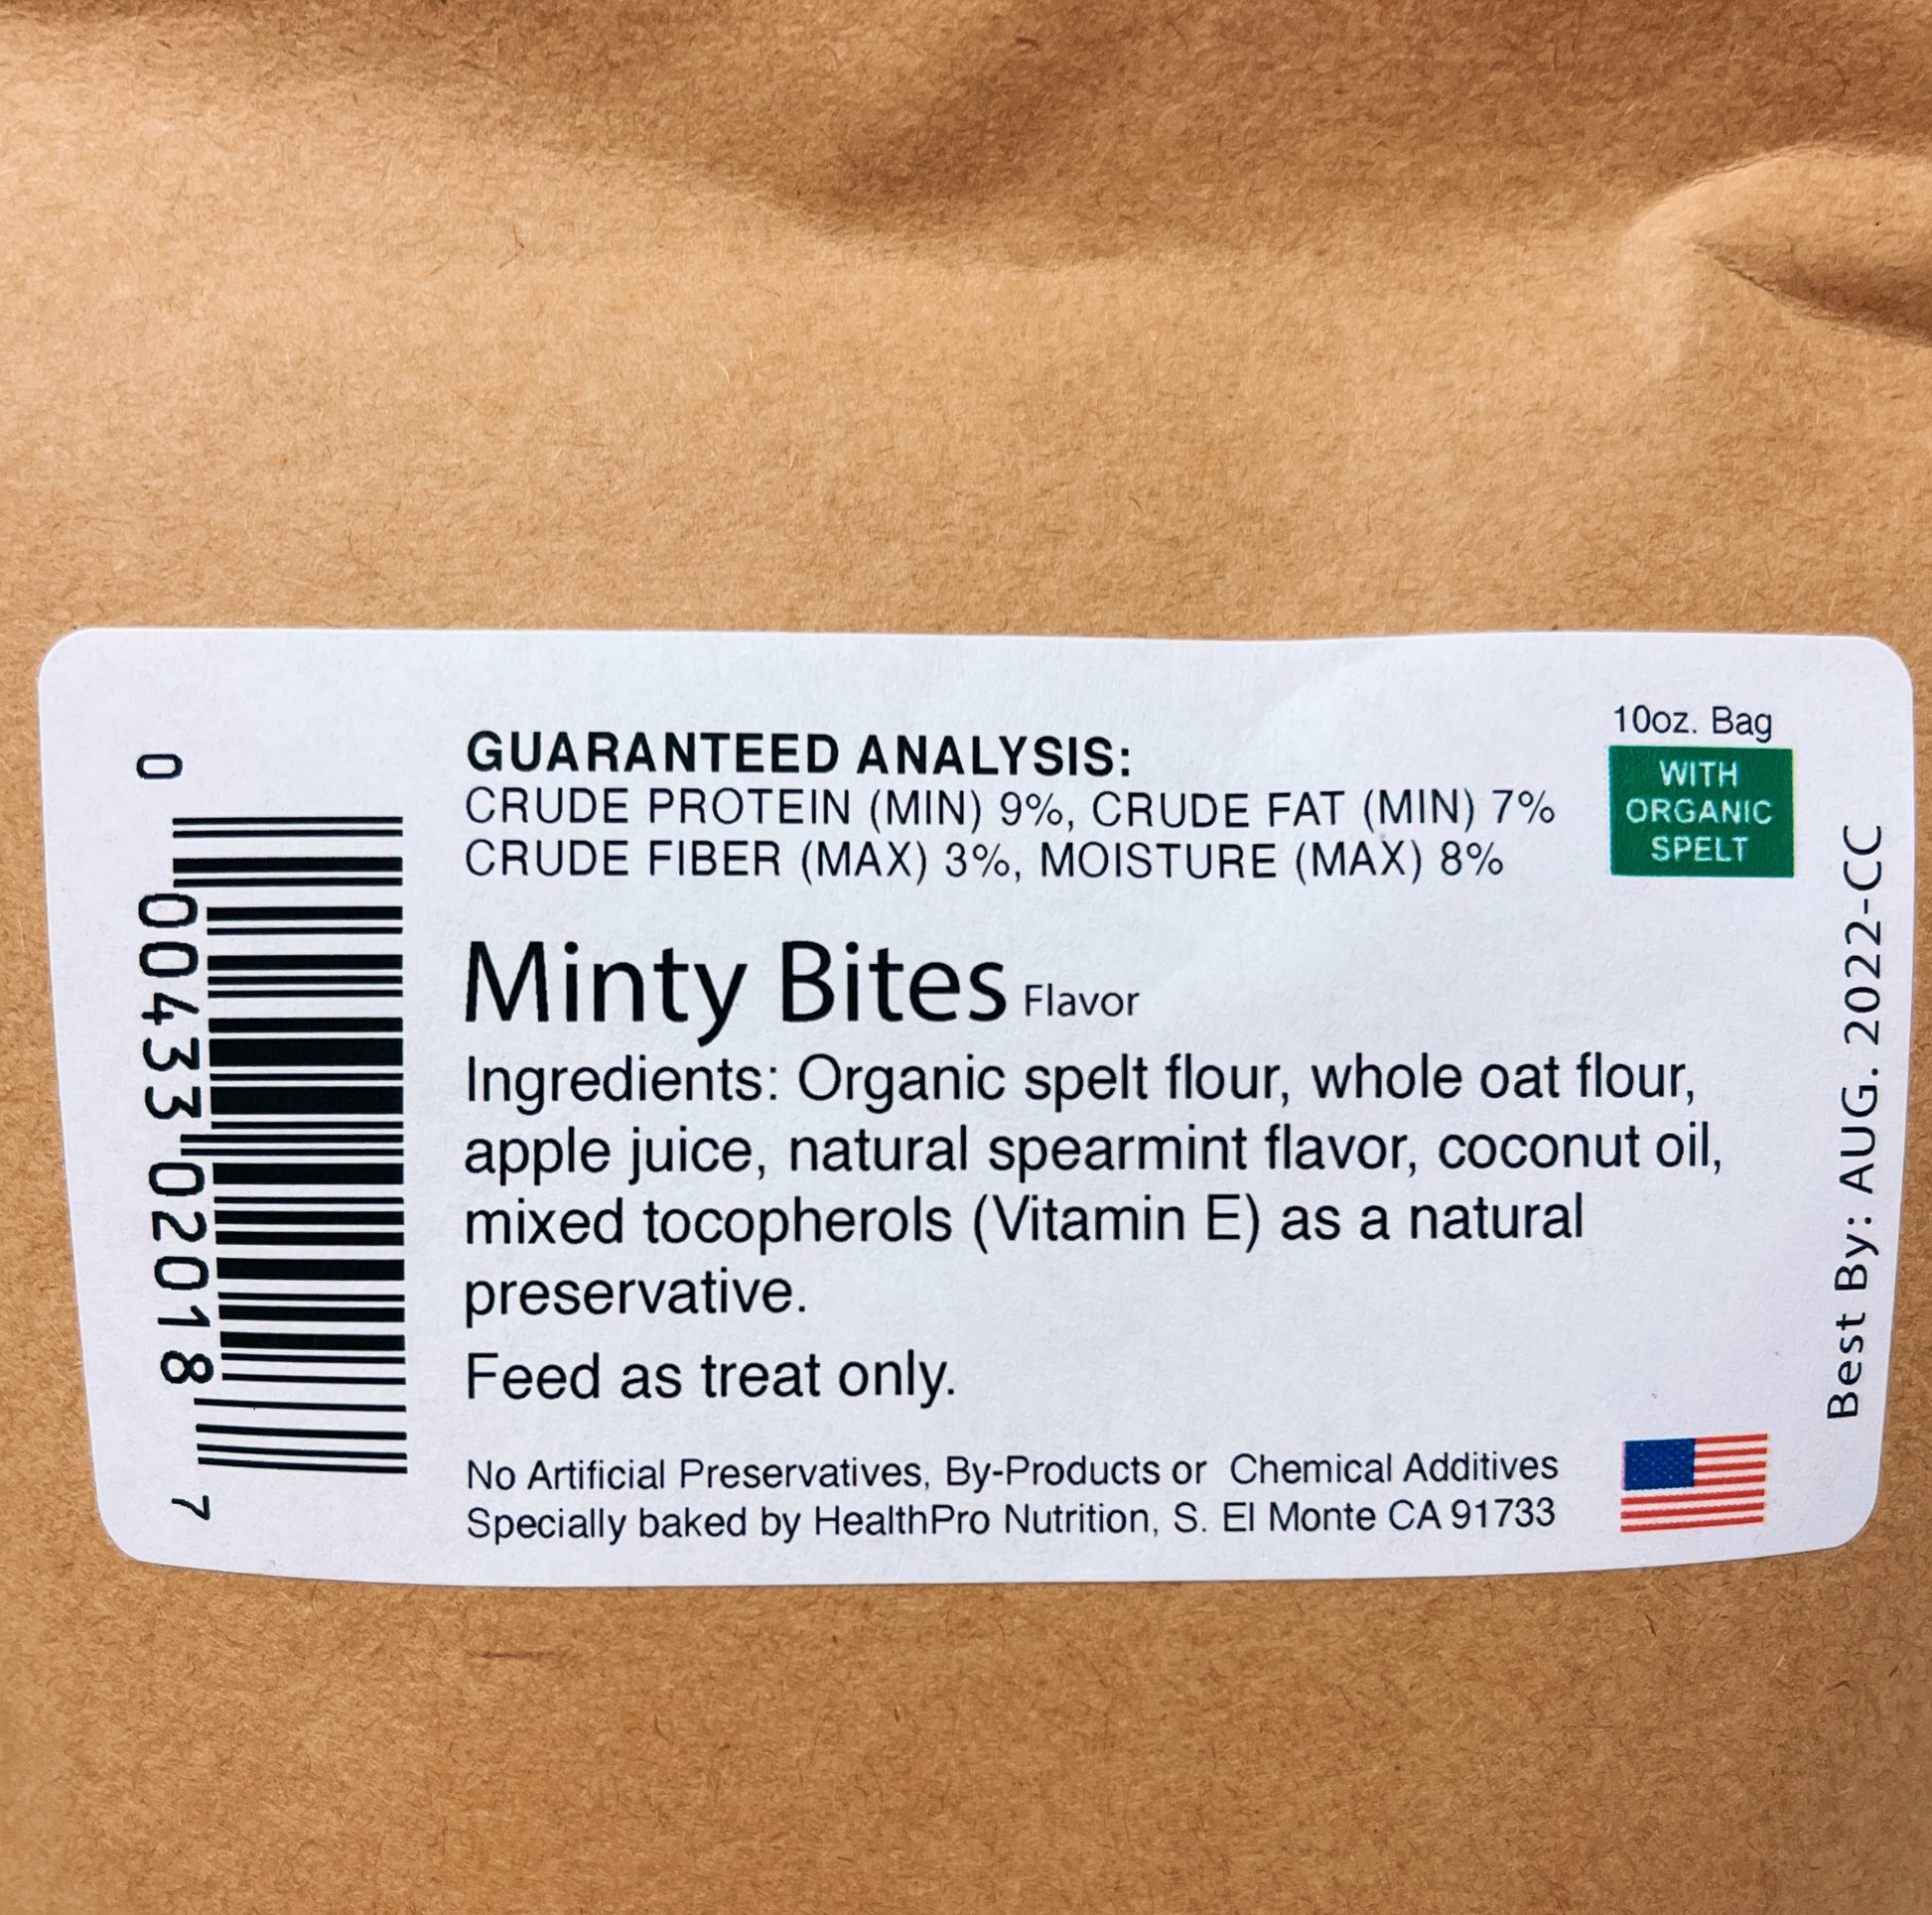 GUARANTEED ANALYSIS:
CRUDE PROTEIN (MIN) 9%, CRUDE FAT (MIN) 7%
CRUDE FIBER (MAX) 3%, MOISTURE (MAX) 8%
10oz. Bag
WITH
ORGANIC
SPELT
Minty Bites Flavor
Ingredients: Organic spelt flour, whole oat flour,
apple juice, natural spearmint flavor, coconut oil,
mixed tocopherols (Vitamin E) as a natural
preservative.
Feed as treat only.
No Artificial Preservatives, By-Products or Chemical Additives
Specially baked by HealthPro Nutrition, S. El Monte CA 91733
Best By: AUG. 2022-CC
0 00433 02018 7